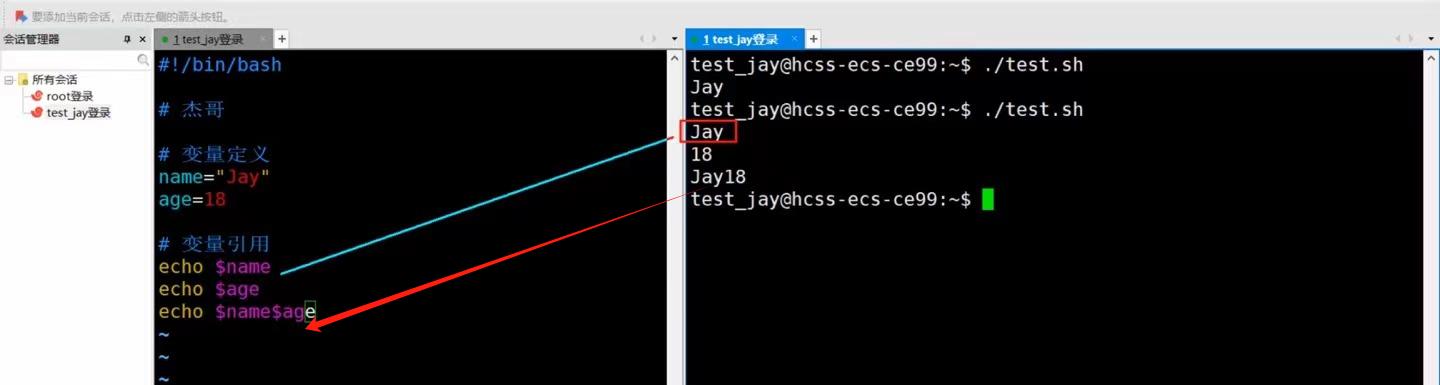 要添加当前会话，点击左侧的箭头按钮。
会话管理器
所有会话
root登录
test_jay登录
1 test_jay登录
#!/bin/bash
# 杰哥
# 变量定义
name="Jay"
age=18
# 变量引用
echo $name
echo $age
echo $name$age
~
~
~
1 test_jay登录
test_jay@hcss-ecs-ce99:~$ ./test.sh
Jay
test_jay@hcss-ecs-ce99:~$ ./test.sh
Jay
18
Jay18
test_jay@hcss-ecs-ce99:~$